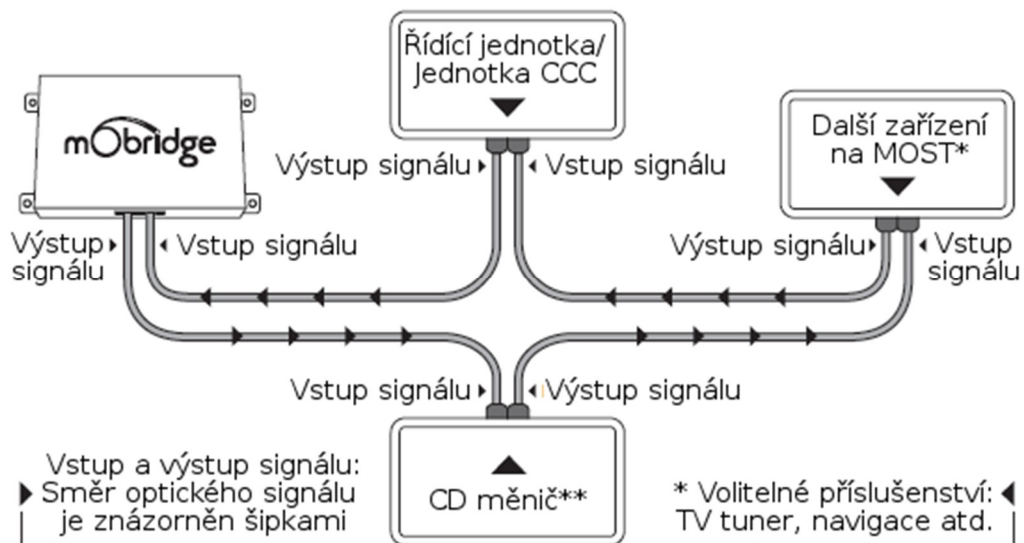 Řídící jednotka/
Jednotka CCC
mObridge
Další zařízení
na MOST*
Výstup signálu
Vstup signálu
Výstup
signálu
Vstup signálu
Výstup signálu
Vstup
signálu
Vstup signálu
Výstup signálu
CD měnič**
Vstup a výstup signálu:
Směr optického signálu
je znázorněn šipkami
* Volitelné příslušenství:
TV tuner, navigace atd.